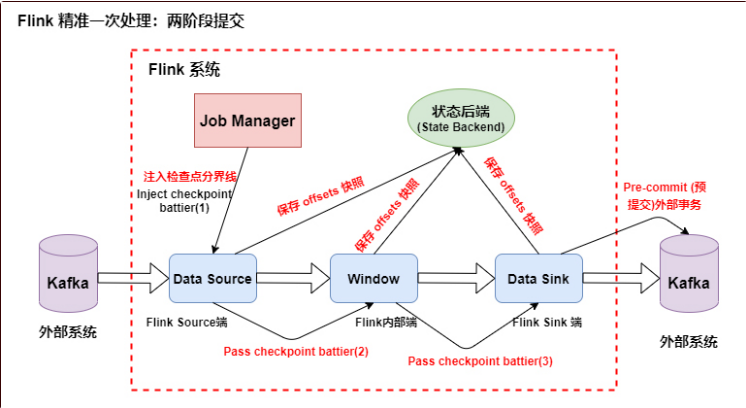 Flink 精准一次处理：两阶段提交
Flink 系统
Job Manager
状态后端
(State Backend)
注入检查点分界线
Inject checkpoint
battier(1)
保存 offsets 快照
保存 offsets 快照
保存 offsets 快照
Pre-commit (预
提交)外部事务
Kafka
Data Source
Window
Data Sink
Kafka
外部系统
Flink Source端
Flink内部端
Flink Sink 端
外部系统
Pass checkpoint battier(2)
Pass checkpoint battier(3)